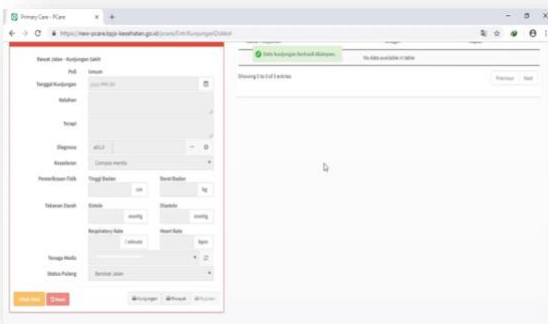 Primary Care - PCare
https://new-pcare.bpjs-kesehatan.go.id/pcare/EntriKunjungan/DoMod
Rawat Jalan - Kunjungan Sakit
Poli Umum
Tanggal Kunjungan
Keluhan
Terapi
Diagnosa
Kesadaran Compos mentis
Pemeriksaan Fisik Tinggi Badan Berat Badan
cm kg
Tekanan Darah Sistole Diastole
mmHg mmHg
Respiratory Rate Heart Rate
/ minute bpm
Tenaga Medis
Status Pulang Berobat Jalan
Kunjungan Riwayat Rujukan
Data kunjungan berhasil disimpan.
No data available in table
Showing 0 to 0 of 0 entries
Previous Next